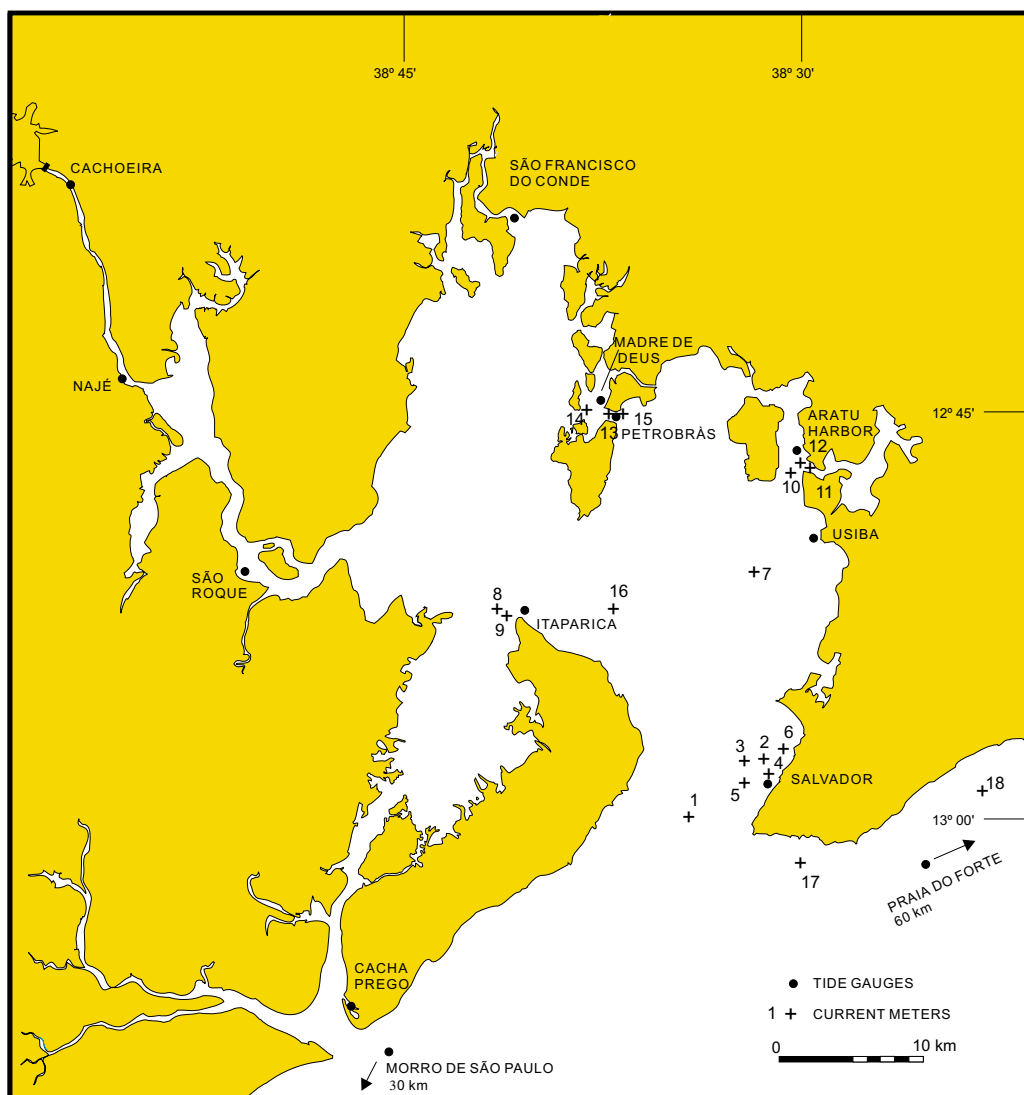 38º 45'
38º 30'
CACHOEIRA
SÃO FRANCISCO
DO CONDE
MADRE DE
DEUS
NAJÉ
14
13
15
PETROBRÀS
12º 45'
ARATU
HARBOR
12
10
11
USIBA
SÃO
ROQUE
7
8
9
16
ITAPARICA
3
2
6
4
5
SALVADOR
1
18
13º 00'
17
PRAIA DO FORTE
60 km
CACHA
PREGO
TIDE GAUGES
1
CURRENT METERS
0
10 km
MORRO DE SÃO PAULO
30 km